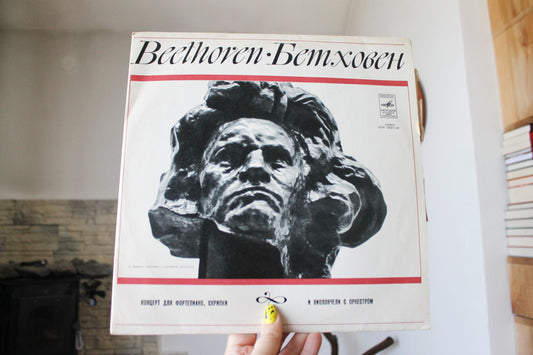 Beethoven · Бетховен
КОНЦЕРТ ДЛЯ ФОРТЕПИАНО, СКРИПКИ И ВИОЛОНЧЕЛИ С ОРКЕСТРОМ